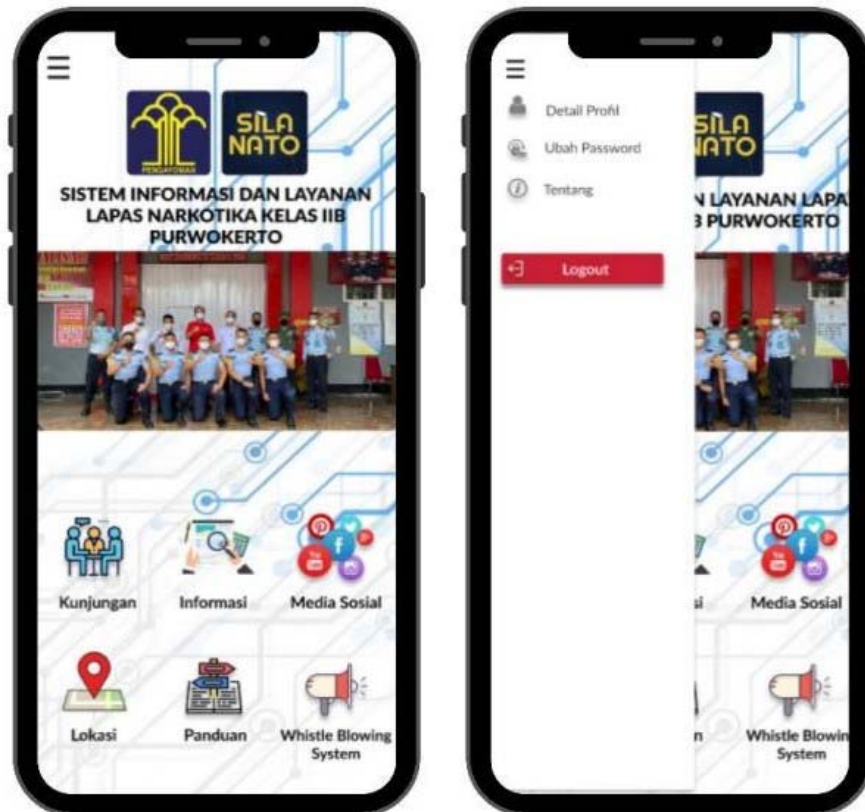 PENGAYOMAN
SILA
NATO
SISTEM INFORMASI DAN LAYANAN
LAPAS NARKOTIKA KELAS IIB
PURWOKERTO
Kunjungan
Informasi
Media Sosial
Lokasi
Panduan
Whistle Blowing
System
Detail Profil
Ubah Password
Tentang
Logout
SILA
NATO
N LAYANAN LAPA
B PURWOKERTO
si
Media Sosial
n
Whistle Blowin
System